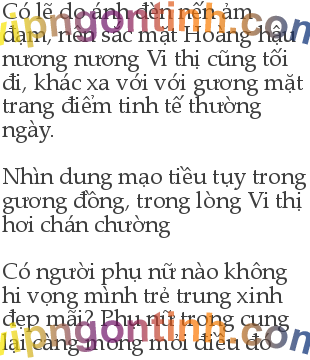 Có lẽ do ánh đèn nến ảm
đạm, nên sắc mặt Hoàng hậu
nương nương Vi thị cũng tối
đi, khác xa với với gương mặt
trang điểm tinh tế thường
ngày.
Nhìn dung mạo tiều tụy trong
gương đồng, trong lòng Vi thị
hơi chán chường
Có người phụ nữ nào không
hi vọng mình trẻ trung xinh
đẹp mãi? Phụ nữ trong cung
lại càng mong mỏi điều đó
vipngontinh.com
vipngontinh.com